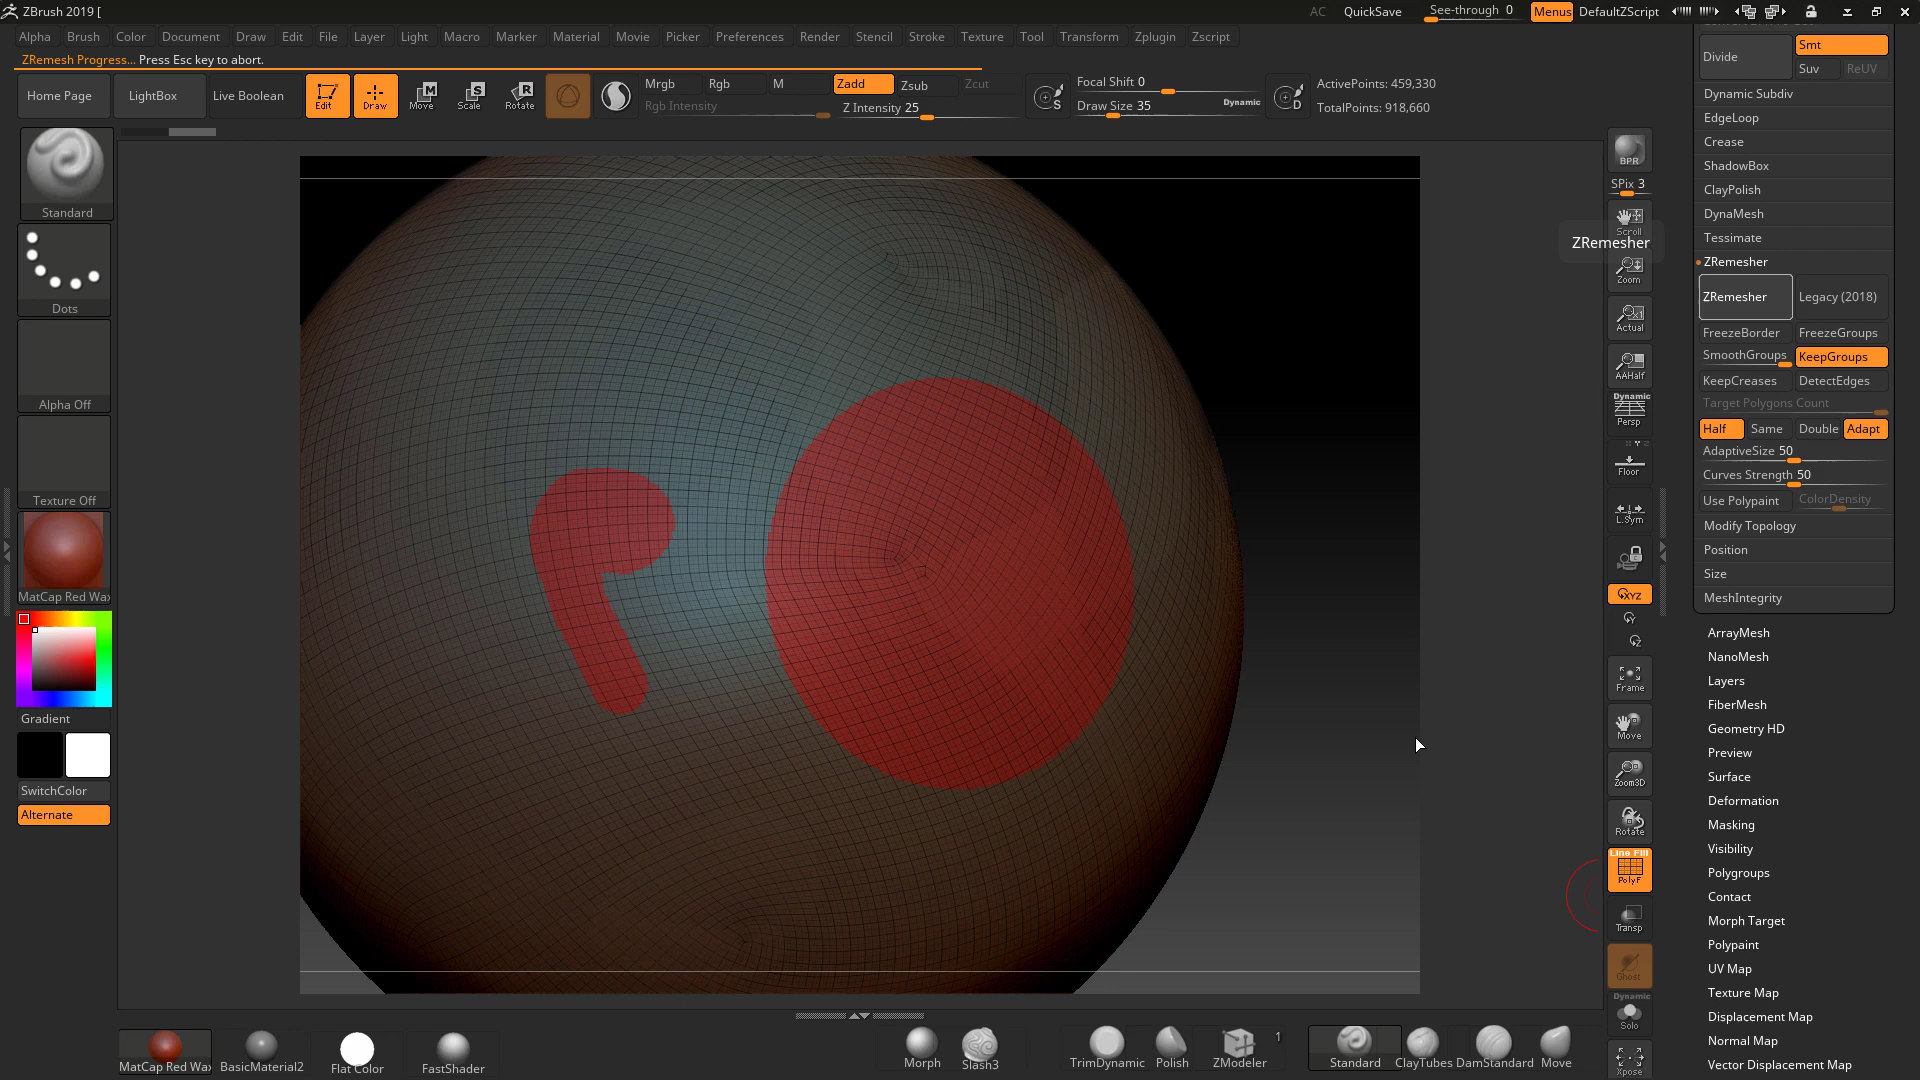 ZBrush 2019 [
AC QuickSave See-through 0 Menus DefaultZScript
Alpha Brush Color Document Draw Edit File Layer Light Macro Marker Material Movie Picker Preferences Render Stencil Stroke Texture Tool Transform Zplugin Zscript
ZRemesh Progress... Press Esc key to abort.
Home Page LightBox Live Boolean Edit Draw Move Scale Rotate
Mrgb Rgb M Zadd Zsub Zcut
Rgb Intensity Z Intensity 25
Focal Shift 0
Draw Size 35 Dynamic
ActivePoints: 459,330
TotalPoints: 918,660
Standard
Dots
Alpha Off
Texture Off
MatCap Red Wax
Gradient
SwitchColor
Alternate
BPR
SPix 3
Scroll
ZRemesher
Zoom
Actual
AAHalf
Dynamic
Persp
Floor
L.Sym
XYZ
Y
Z
Frame
Move
Zoom3D
Rotate
Line Fill
PolyF
Transp
Ghost
Dynamic
Solo
Xpose
Divide Smt
Suv ReUV
Dynamic Subdiv
EdgeLoop
Crease
ShadowBox
ClayPolish
DynaMesh
Tessimate
ZRemesher
ZRemesher Legacy (2018)
FreezeBorder FreezeGroups
SmoothGroups KeepGroups
KeepCreases DetectEdges
Target Polygons Count
Half Same Double Adapt
AdaptiveSize 50
Curves Strength 50
Use Polypaint ColorDensity
Modify Topology
Position
Size
MeshIntegrity
ArrayMesh
NanoMesh
Layers
FiberMesh
Geometry HD
Preview
Surface
Deformation
Masking
Visibility
Polygroups
Contact
Morph Target
Polypaint
UV Map
Texture Map
Displacement Map
Normal Map
Vector Displacement Map
MatCap Red Wax BasicMaterial2 Flat Color FastShader Morph Slash3 TrimDynamic Polish ZModeler 1 Standard ClayTubes DamStandard Move